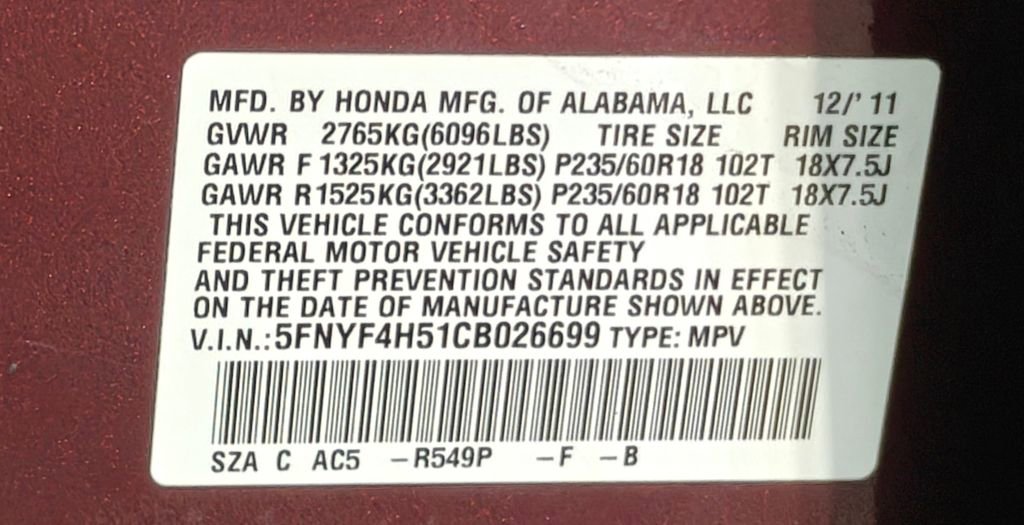 MFD. BY HONDA MFG. OF ALABAMA, LLC 12/' 11
GVWR 2765KG(6096LBS) TIRE SIZE RIM SIZE
GAWR F 1325KG(2921LBS) P235/60R18 102T 18X7.5J
GAWR R1525KG(3362LBS) P235/60R18 102T 18X7.5J
THIS VEHICLE CONFORMS TO ALL APPLICABLE
FEDERAL MOTOR VEHICLE SAFETY
AND THEFT PREVENTION STANDARDS IN EFFECT
ON THE DATE OF MANUFACTURE SHOWN ABOVE.
V.I.N.:5FNYF4H51CB026699 TYPE: MPV
SZA C AC5 –R549P –F –B